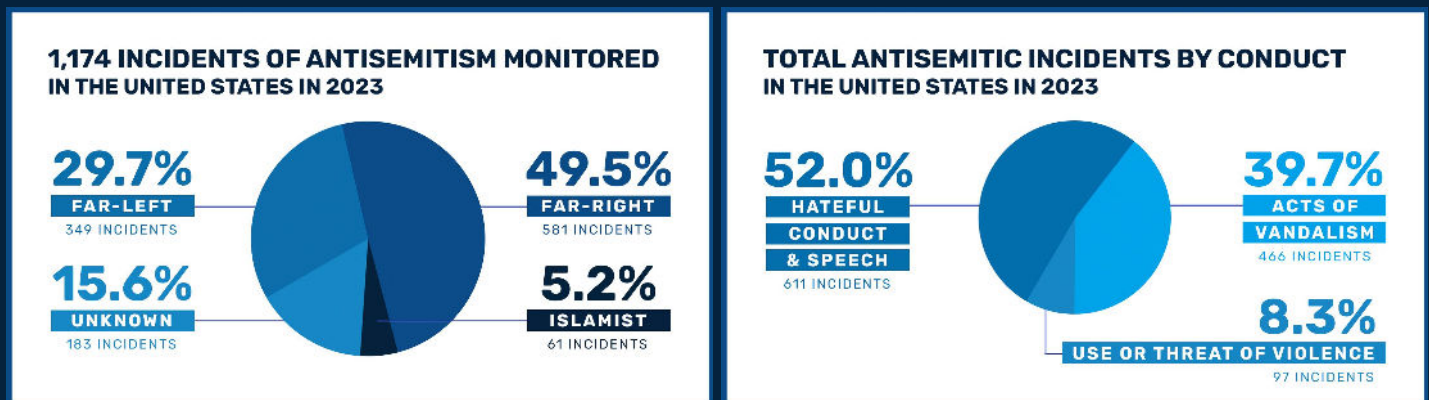 1,174 INCIDENTS OF ANTISEMITISM MONITORED
IN THE UNITED STATES IN 2023
29.7%
FAR-LEFT
349 INCIDENTS
49.5%
FAR-RIGHT
581 INCIDENTS
15.6%
UNKNOWN
183 INCIDENTS
5.2%
ISLAMIST
61 INCIDENTS
TOTAL ANTISEMITIC INCIDENTS BY CONDUCT
IN THE UNITED STATES IN 2023
52.0%
HATEFUL
CONDUCT
& SPEECH
611 INCIDENTS
39.7%
ACTS OF
VANDALISM
466 INCIDENTS
8.3%
USE OR THREAT OF VIOLENCE
97 INCIDENTS